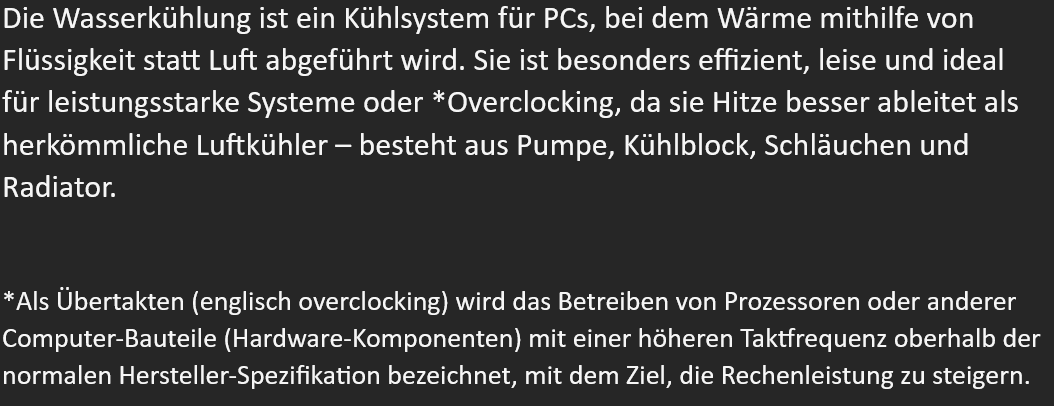 Die Wasserkühlung ist ein Kühlsystem für PCs, bei dem Wärme mithilfe von
Flüssigkeit statt Luft abgeführt wird. Sie ist besonders effizient, leise und ideal
für leistungsstarke Systeme oder *Overclocking, da sie Hitze besser ableitet als
herkömmliche Luftkühler – besteht aus Pumpe, Kühlblock, Schläuchen und
Radiator.
*Als Übertakten (englisch overclocking) wird das Betreiben von Prozessoren oder anderer
Computer-Bauteile (Hardware-Komponenten) mit einer höheren Taktfrequenz oberhalb der
normalen Hersteller-Spezifikation bezeichnet, mit dem Ziel, die Rechenleistung zu steigern.